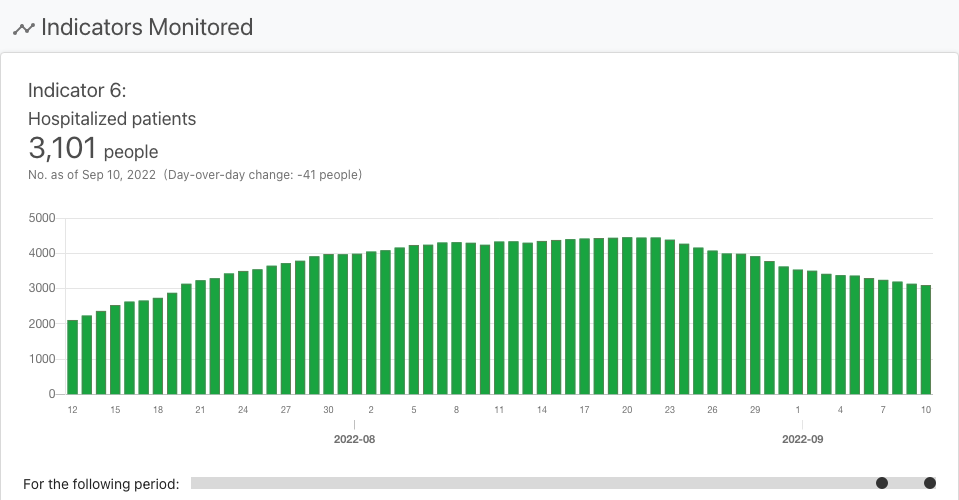 Indicators Monitored
Indicator 6:
Hospitalized patients
3,101 people
No. as of Sep 10, 2022 (Day-over-day change: -41 people)
5000
4000
3000
2000
1000
0
12 15 18 21 24 27 30 2 5 8 11 14 17 20 23 26 29 1 4 7 10
2022-08 2022-09
For the following period: